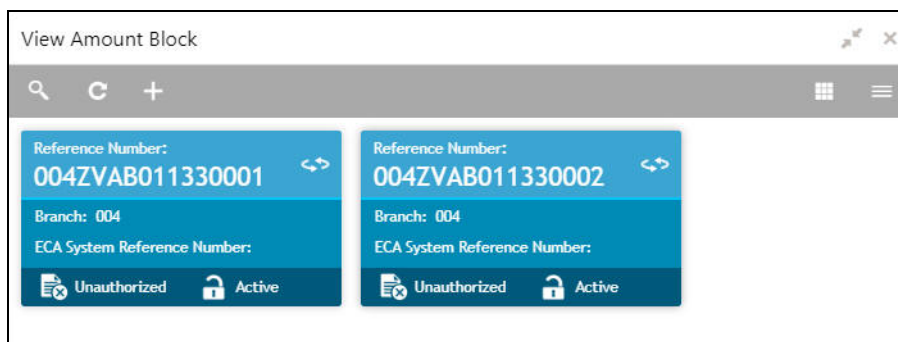 View Amount Block
Reference Number:
004ZVAB011330001
Branch: 004
ECA System Reference Number:
Unauthorized Active
Reference Number:
004ZVAB011330002
Branch: 004
ECA System Reference Number:
Unauthorized Active